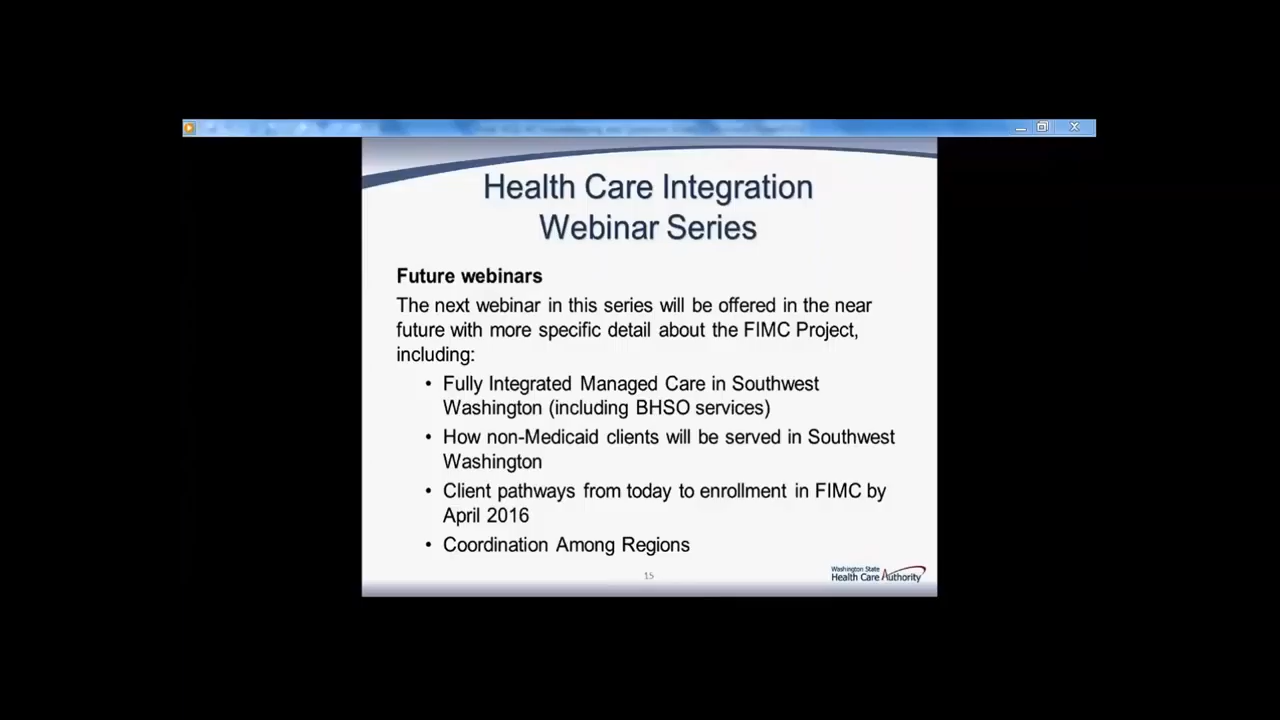 Health Care Integration
Webinar Series
Future webinars
The next webinar in this series will be offered in the near
future with more specific detail about the FIMC Project,
including:
• Fully Integrated Managed Care in Southwest
Washington (including BHSO services)
• How non-Medicaid clients will be served in Southwest
Washington
• Client pathways from today to enrollment in FIMC by
April 2016
• Coordination Among Regions
15
Washington State
Health Care Authority